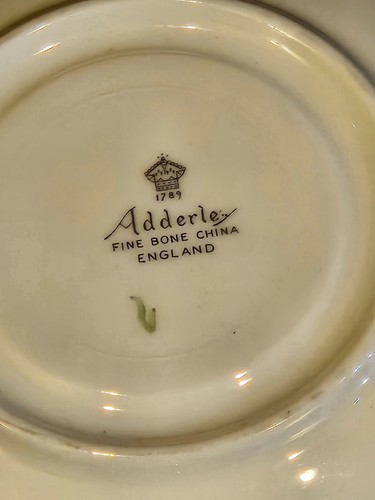 1789
Adderley
FINE BONE CHINA
ENGLAND